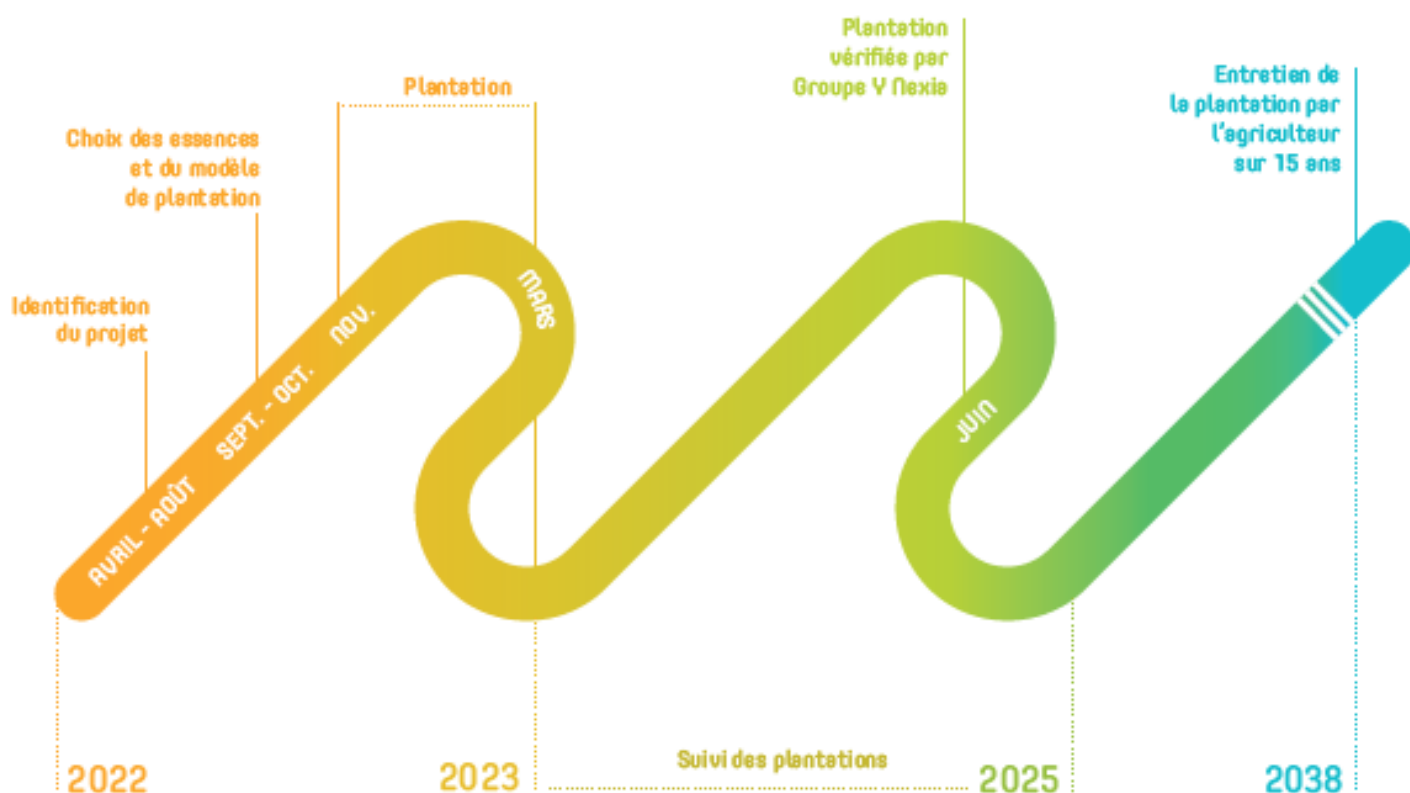 Identification
du projet
Choix des essences
et du modèle
de plantation
Plantation
Plantation
vérifiée par
Groupe Y Nexia
Entretien de
la plantation par
l'agriculteur
sur 15 ans
AVRIL - AOÛT
SEPT. - OCT.
NOV.
MARS
JUIN
Suivi des plantations
2022
2023
2025
2038